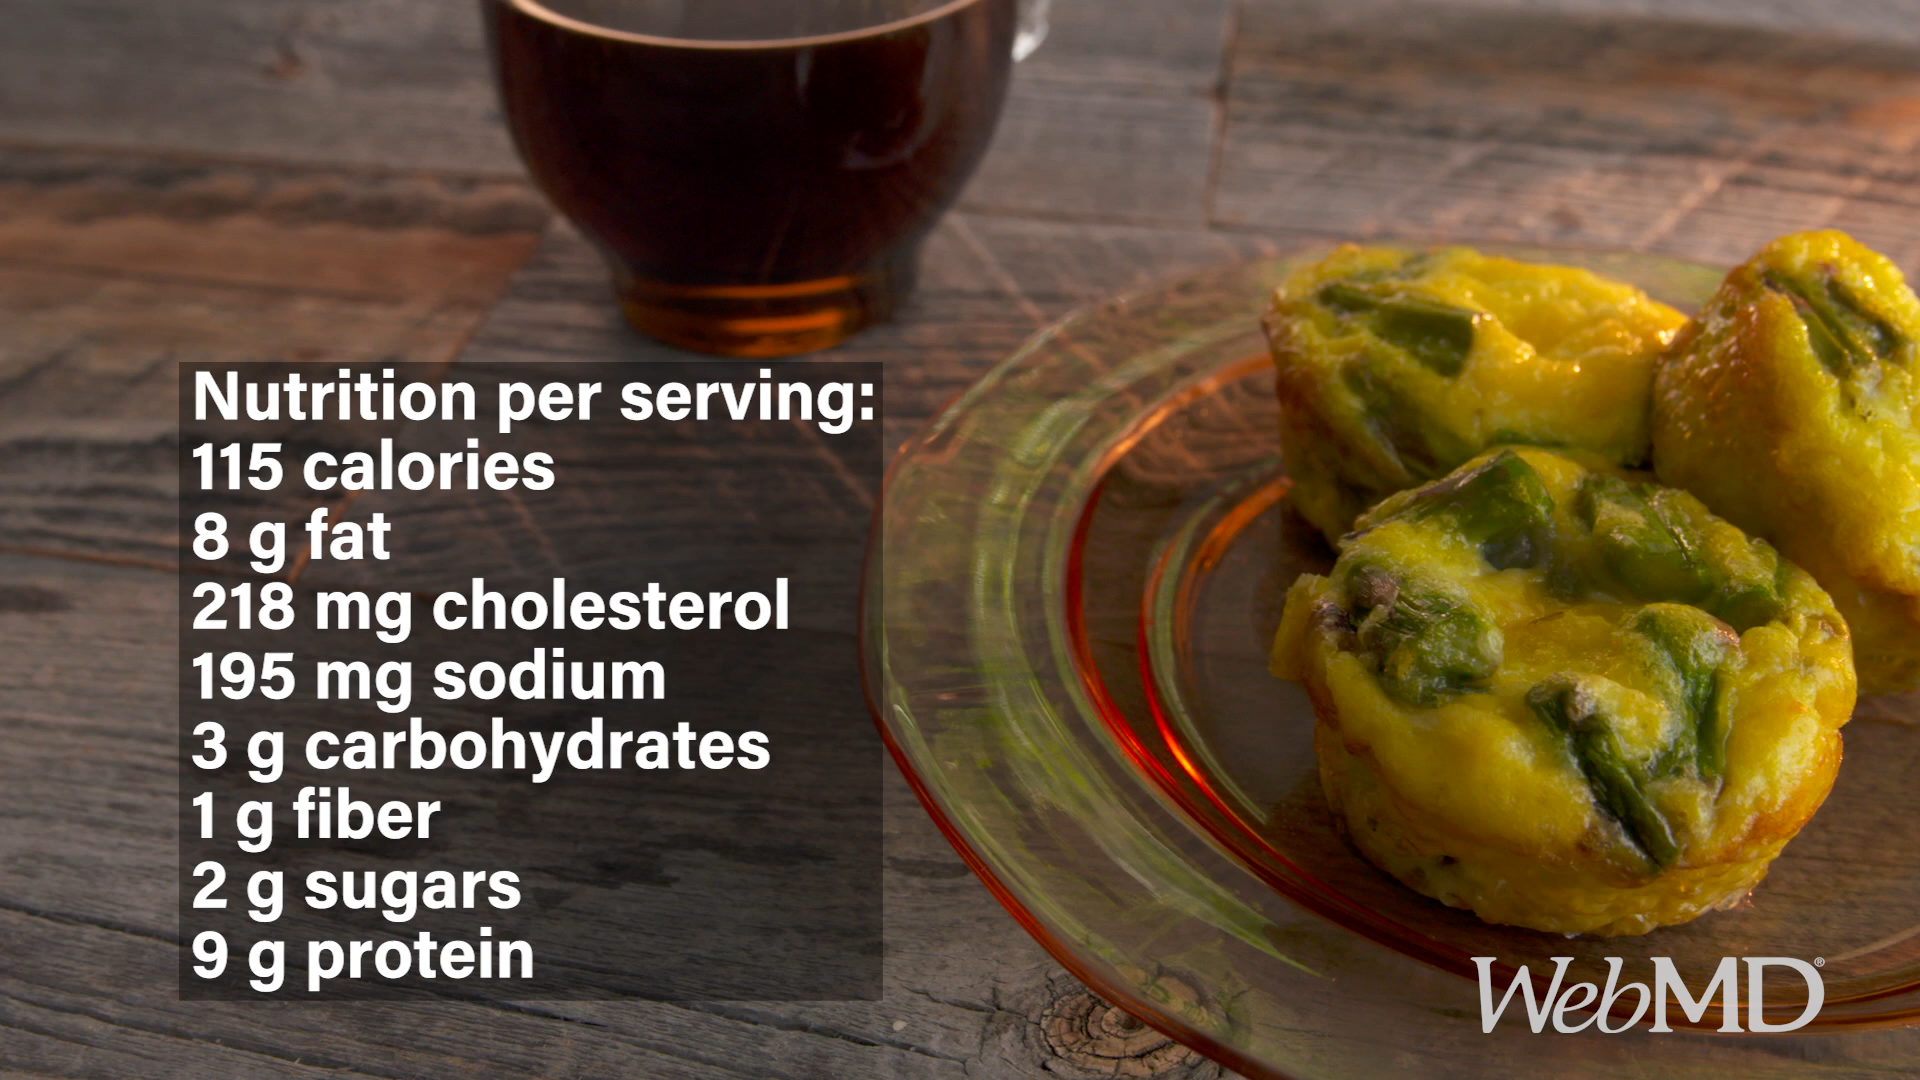 Nutrition per serving:
115 calories
8 g fat
218 mg cholesterol
195 mg sodium
3 g carbohydrates
1 g fiber
2 g sugars
9 g protein
WebMD®